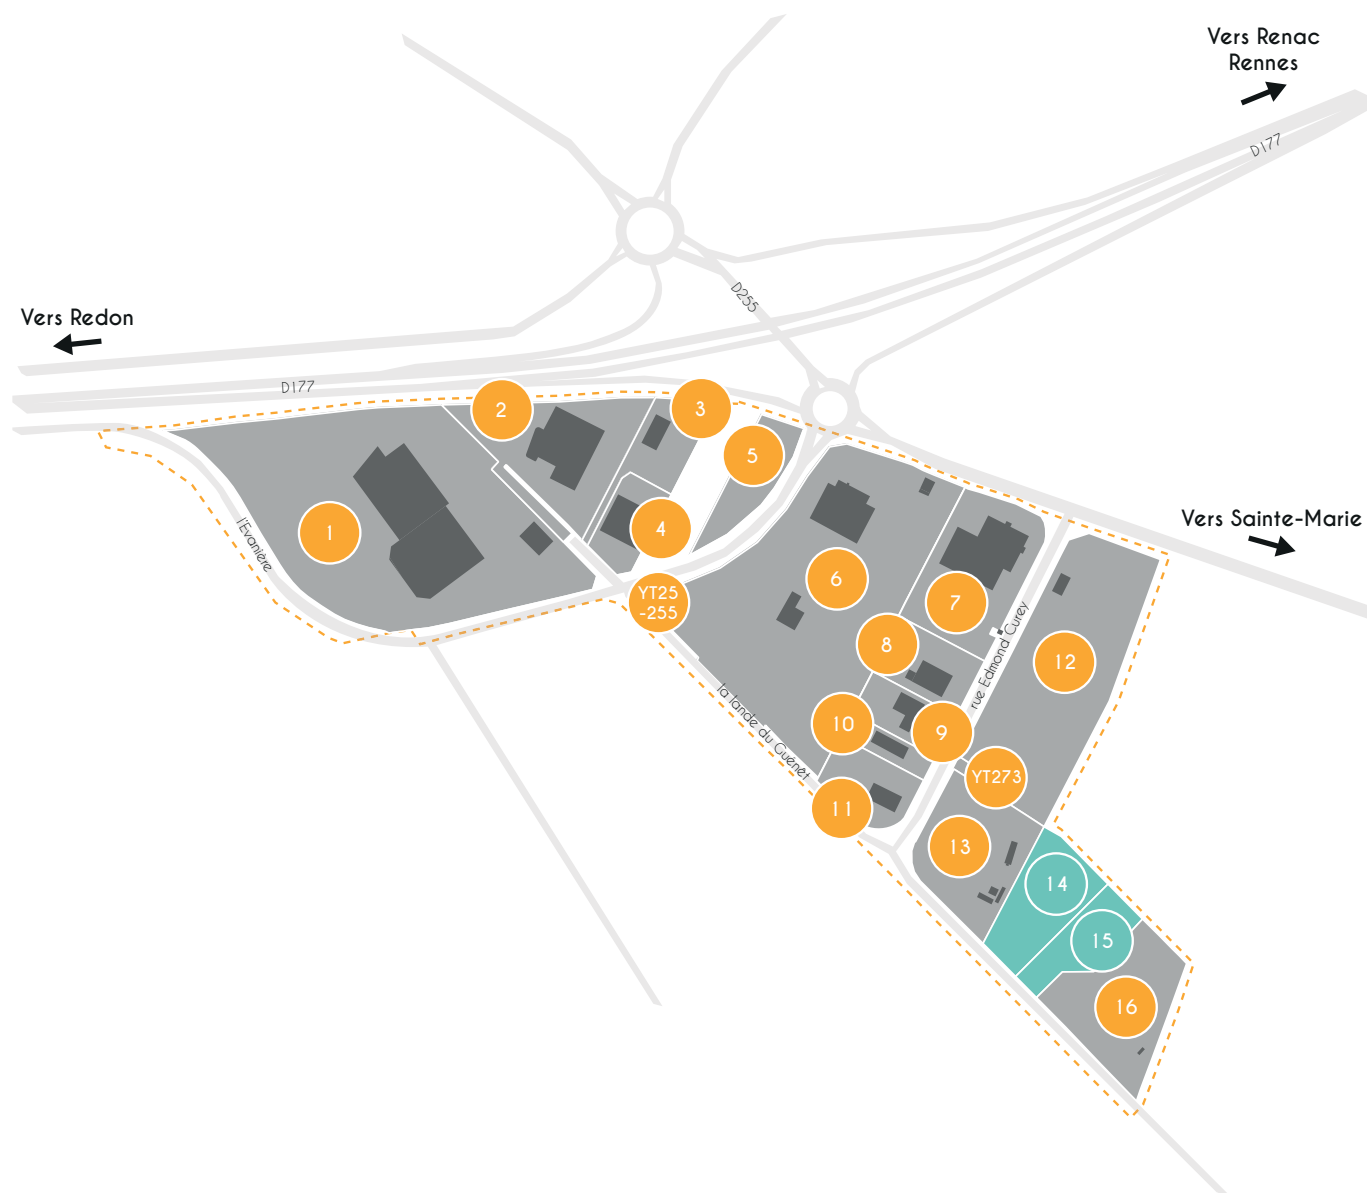 Vers Renac
Rennes
D177
D255
Vers Redon
D177
2
3
5
1
4
Vers Sainte-Marie
l'Evanière
6
YT25
-255
7
8
rue Edmond Curey
12
la lande du Guénêt
10
9
YT273
11
13
14
15
16